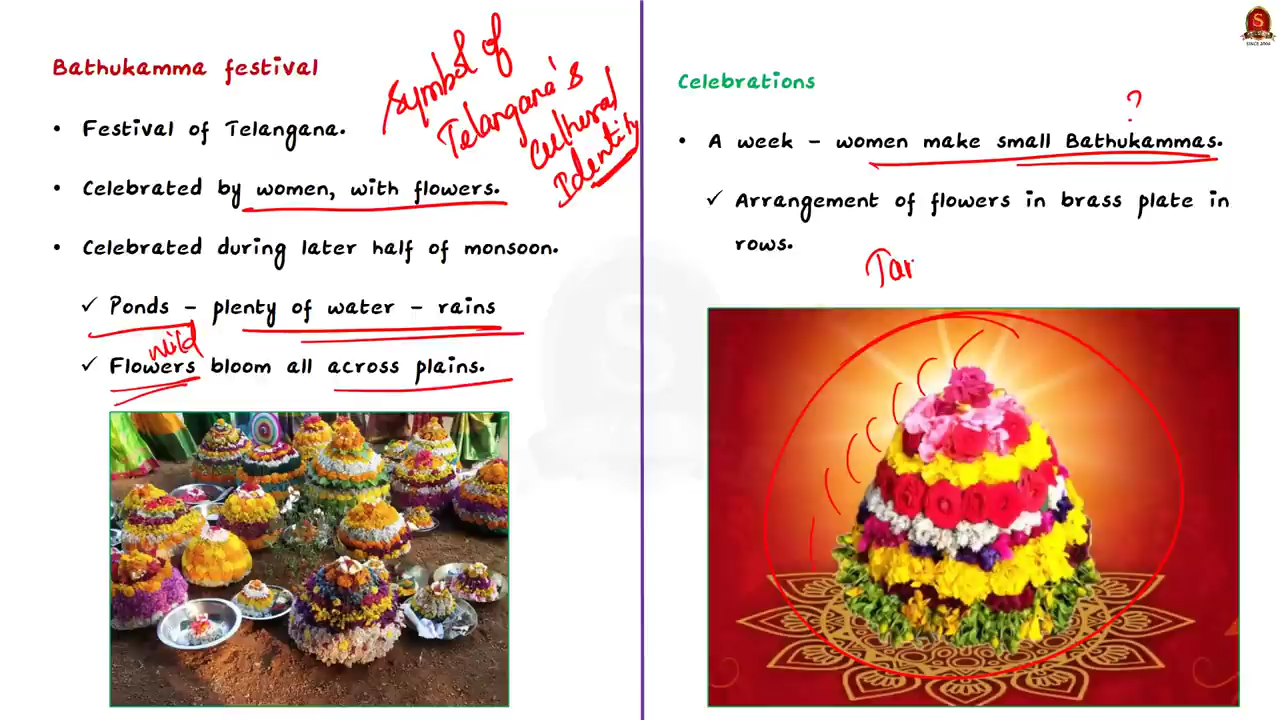 Bathukamma festival
• Festival of Telangana.
• Celebrated by women, with flowers.
• Celebrated during later half of monsoon.
✓ Ponds - plenty of water - rains
wild
✓ Flowers bloom all across plains.
Symbol of
Telangana's
Cultural
Identity
Celebrations
?
• A week - women make small Bathukammas.
✓ Arrangement of flowers in brass plate in
rows.
Tar
S
SINCE 2004